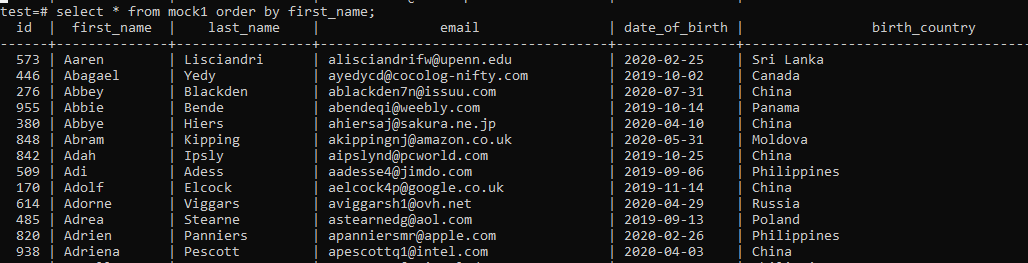 test=# select * from mock1 order by first_name;
id | first_name | last_name | email | date_of_birth | birth_country
573 | Aaren | Lisciandri | alisciandrifw@upenn.edu | 2020-02-25 | Sri Lanka
446 | Abagael | Yedy | ayedycd@cocolog-nifty.com | 2019-10-02 | Canada
276 | Abbey | Blackden | ablackden7n@issuu.com | 2020-07-31 | China
955 | Abbie | Bende | abendeqi@weebly.com | 2019-10-14 | Panama
380 | Abbye | Hiers | ahiersaj@sakura.ne.jp | 2020-04-10 | China
848 | Abram | Kipping | akippingnj@amazon.co.uk | 2020-05-31 | Moldova
842 | Adah | Ipsly | aipslynd@pcworld.com | 2019-10-25 | China
509 | Adi | Adess | aadesse4@jimdo.com | 2019-09-06 | Philippines
170 | Adolf | Elcock | aelcock4p@google.co.uk | 2019-11-14 | China
614 | Adorne | Viggars | aviggarsh1@ovh.net | 2020-04-29 | Russia
485 | Adrea | Stearne | astearnedg@aol.com | 2019-09-13 | Poland
820 | Adrien | Panniers | apanniersmr@apple.com | 2020-02-26 | Philippines
938 | Adriena | Pescott | apescottq1@intel.com | 2020-04-03 | China